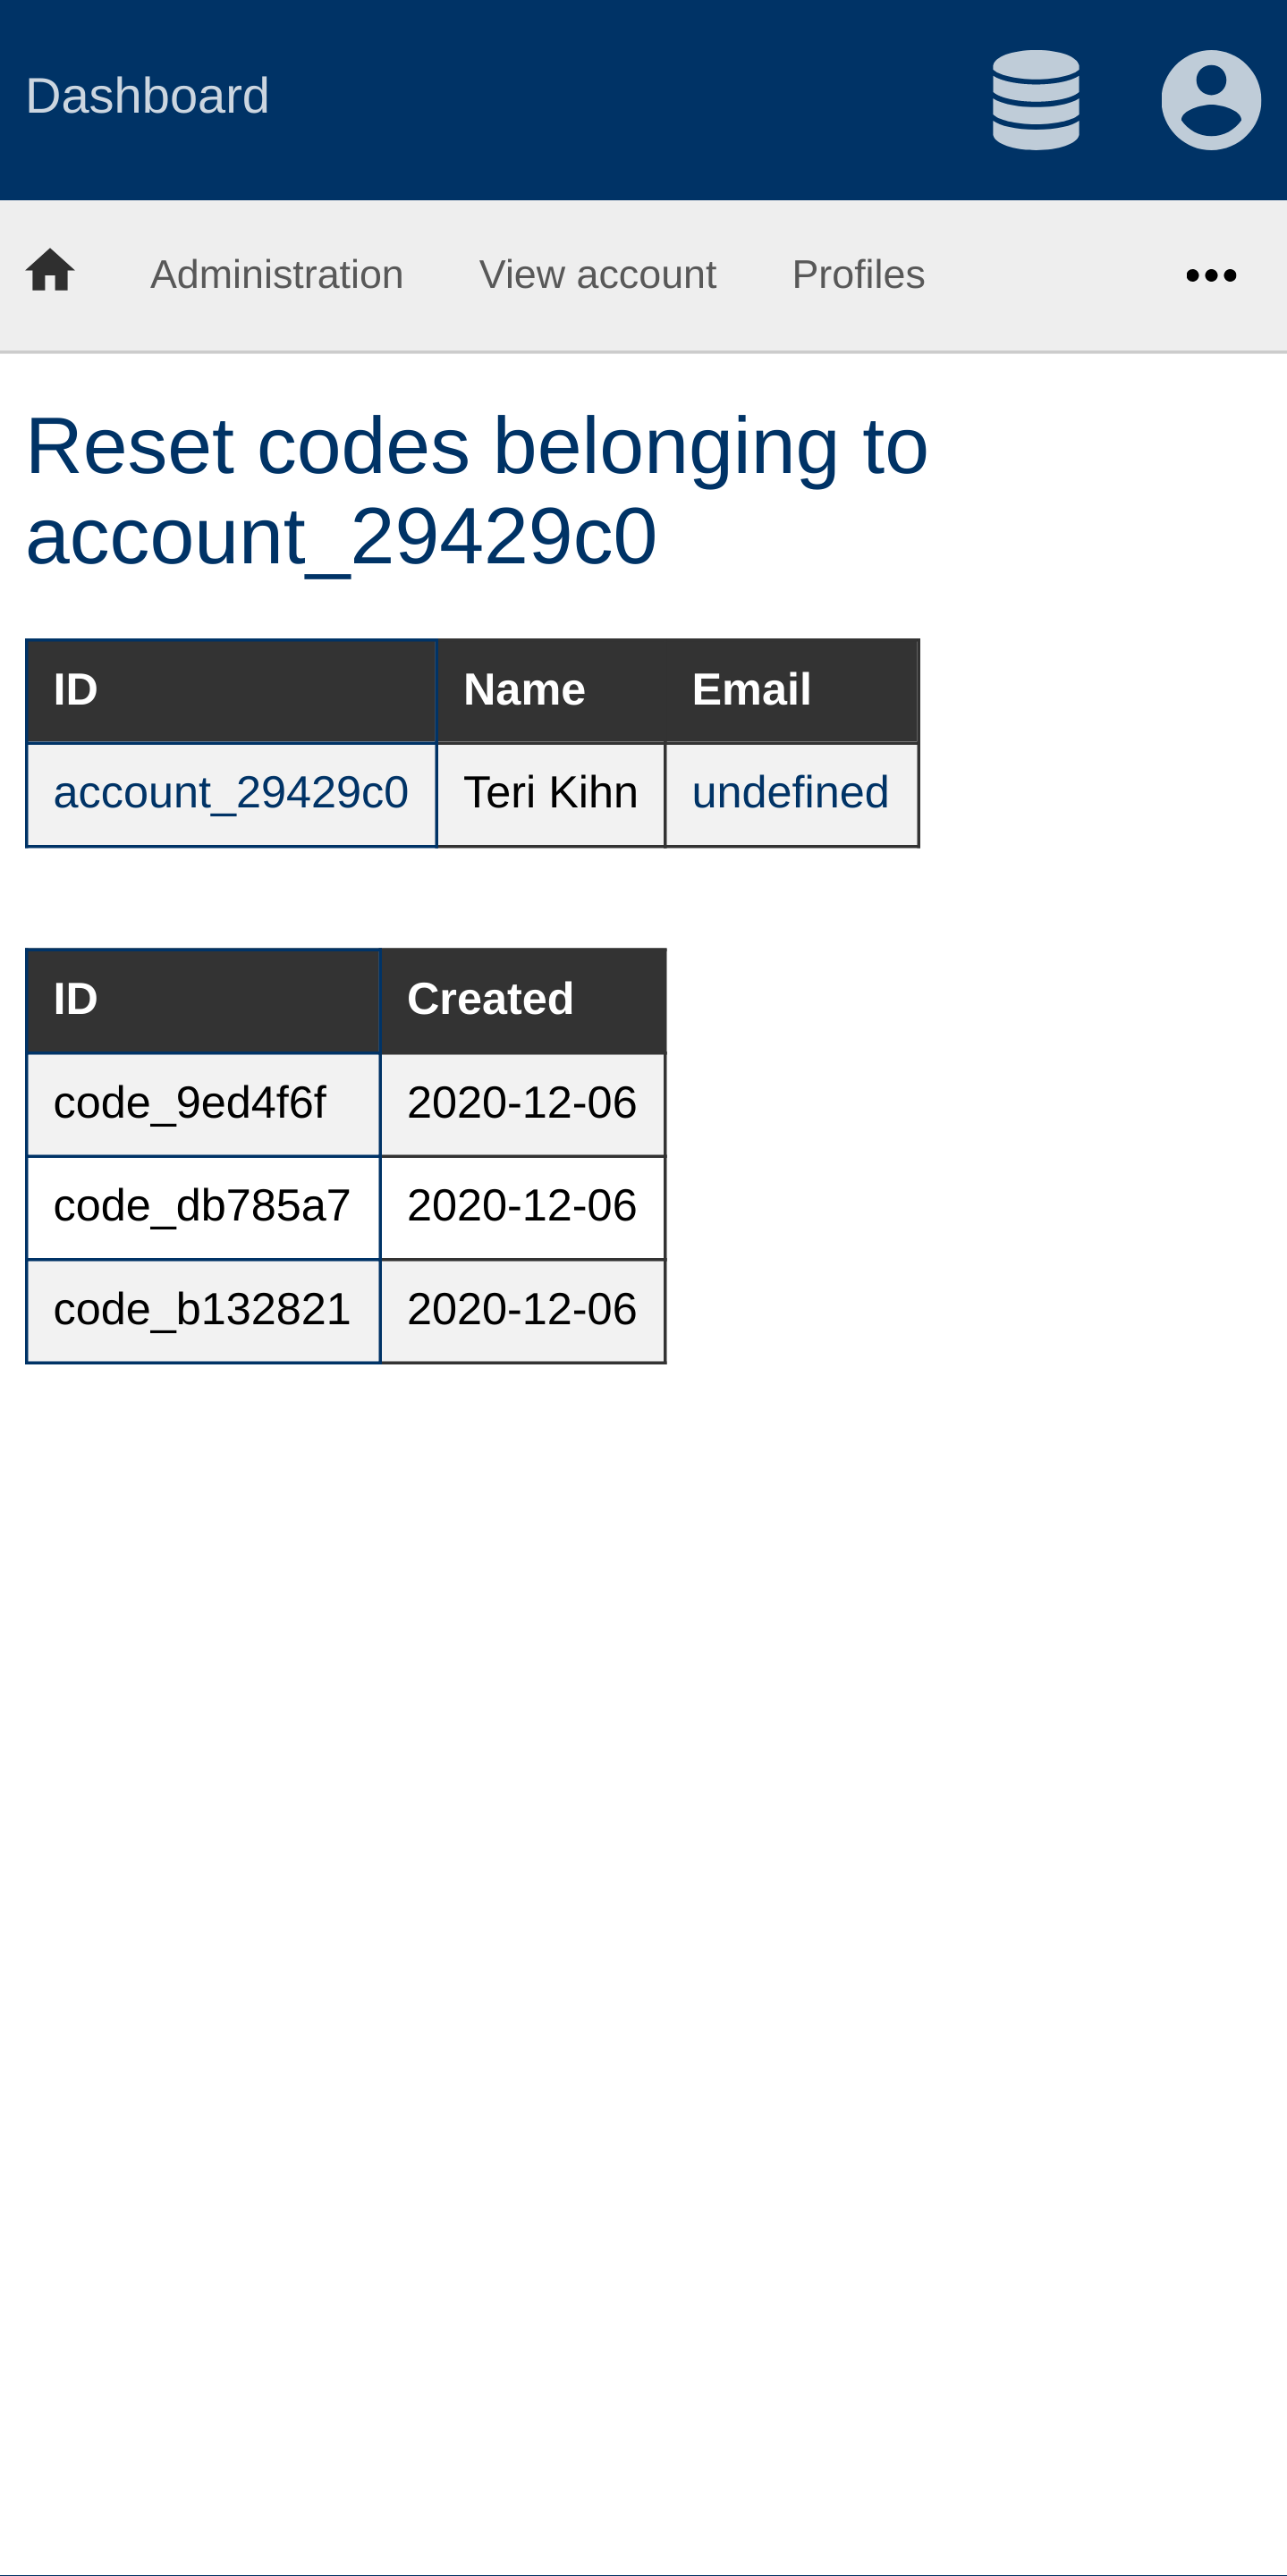 Dashboard
Administration View account Profiles
Reset codes belonging to
account_29429c0
ID Name Email
account_29429c0 Teri Kihn undefined
ID Created
code_9ed4f6f 2020-12-06
code_db785a7 2020-12-06
code_b132821 2020-12-06